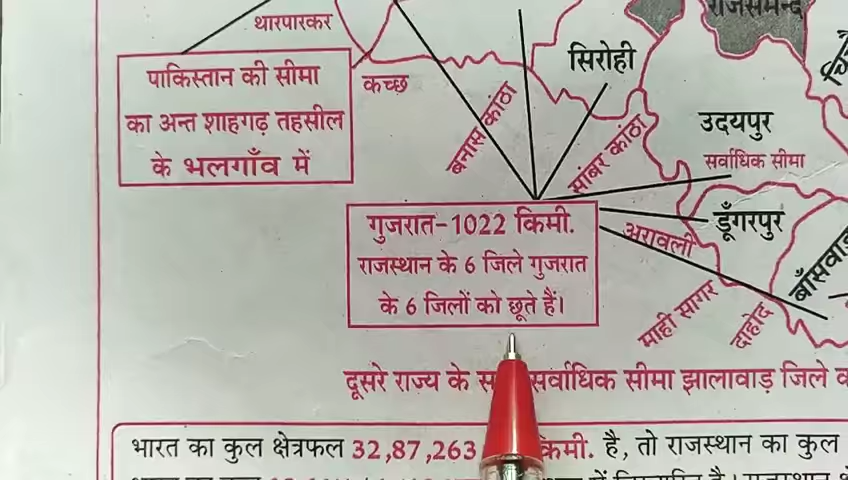 राजसमन्द
थारपारकर
सिरोही
पाकिस्तान की सीमा
का अन्त शाहगढ़ तहसील
के भलगाँव में
कच्छ
बनास कांठा
सांबर कांठा
उदयपुर
सर्वाधिक सीमा
डूँगरपुर
अरावली
बाँसवाड़
माही सागर
दाहोद
गुजरात-1022 किमी.
राजस्थान के 6 जिले गुजरात
के 6 जिलों को छूते हैं।
दूसरे राज्य के सर्वाधिक सीमा झालावाड़ जिले
भारत का कुल क्षेत्रफल 32,87,263 किमी. है, तो राजस्थान का कुल